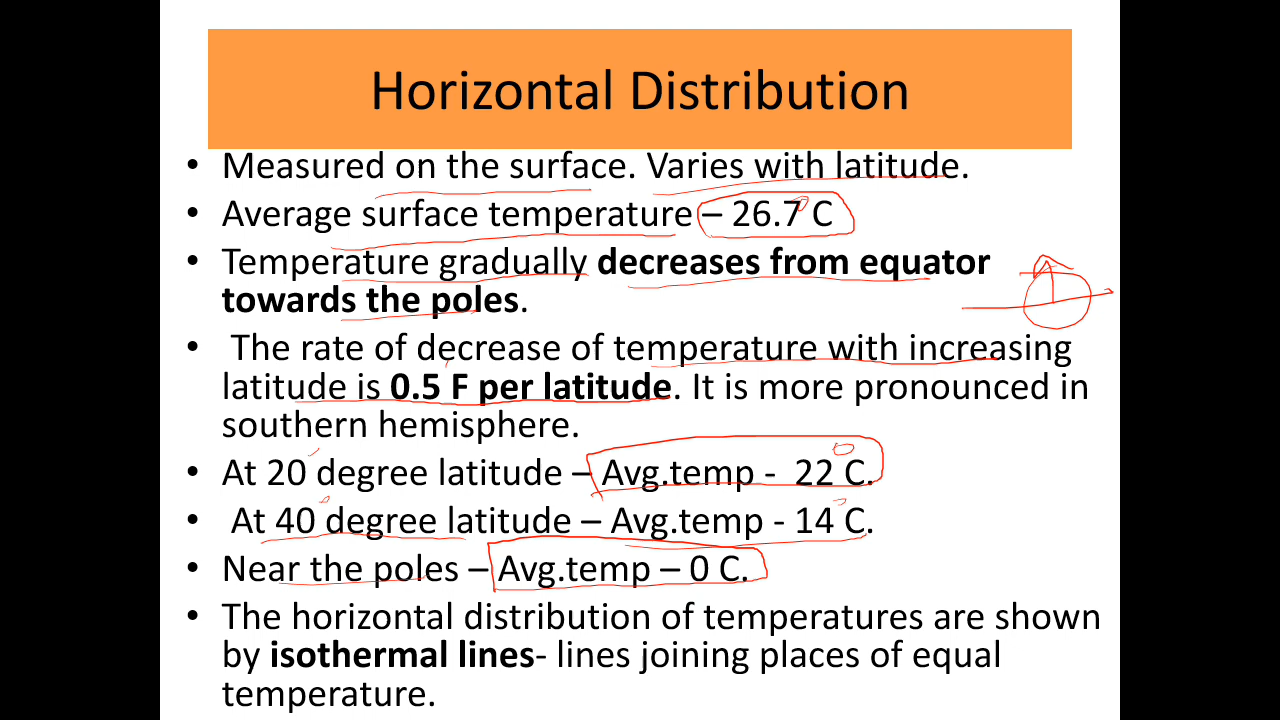 Horizontal Distribution
• Measured on the surface. Varies with latitude.
• Average surface temperature – 26.7 C
• Temperature gradually decreases from equator
towards the poles.
• The rate of decrease of temperature with increasing
latitude is 0.5 F per latitude. It is more pronounced in
southern hemisphere.
• At 20 degree latitude – Avg.temp - 22 C.
• At 40 degree latitude – Avg.temp - 14 C.
• Near the poles – Avg.temp – 0 C.
• The horizontal distribution of temperatures are shown
by isothermal lines- lines joining places of equal
temperature.